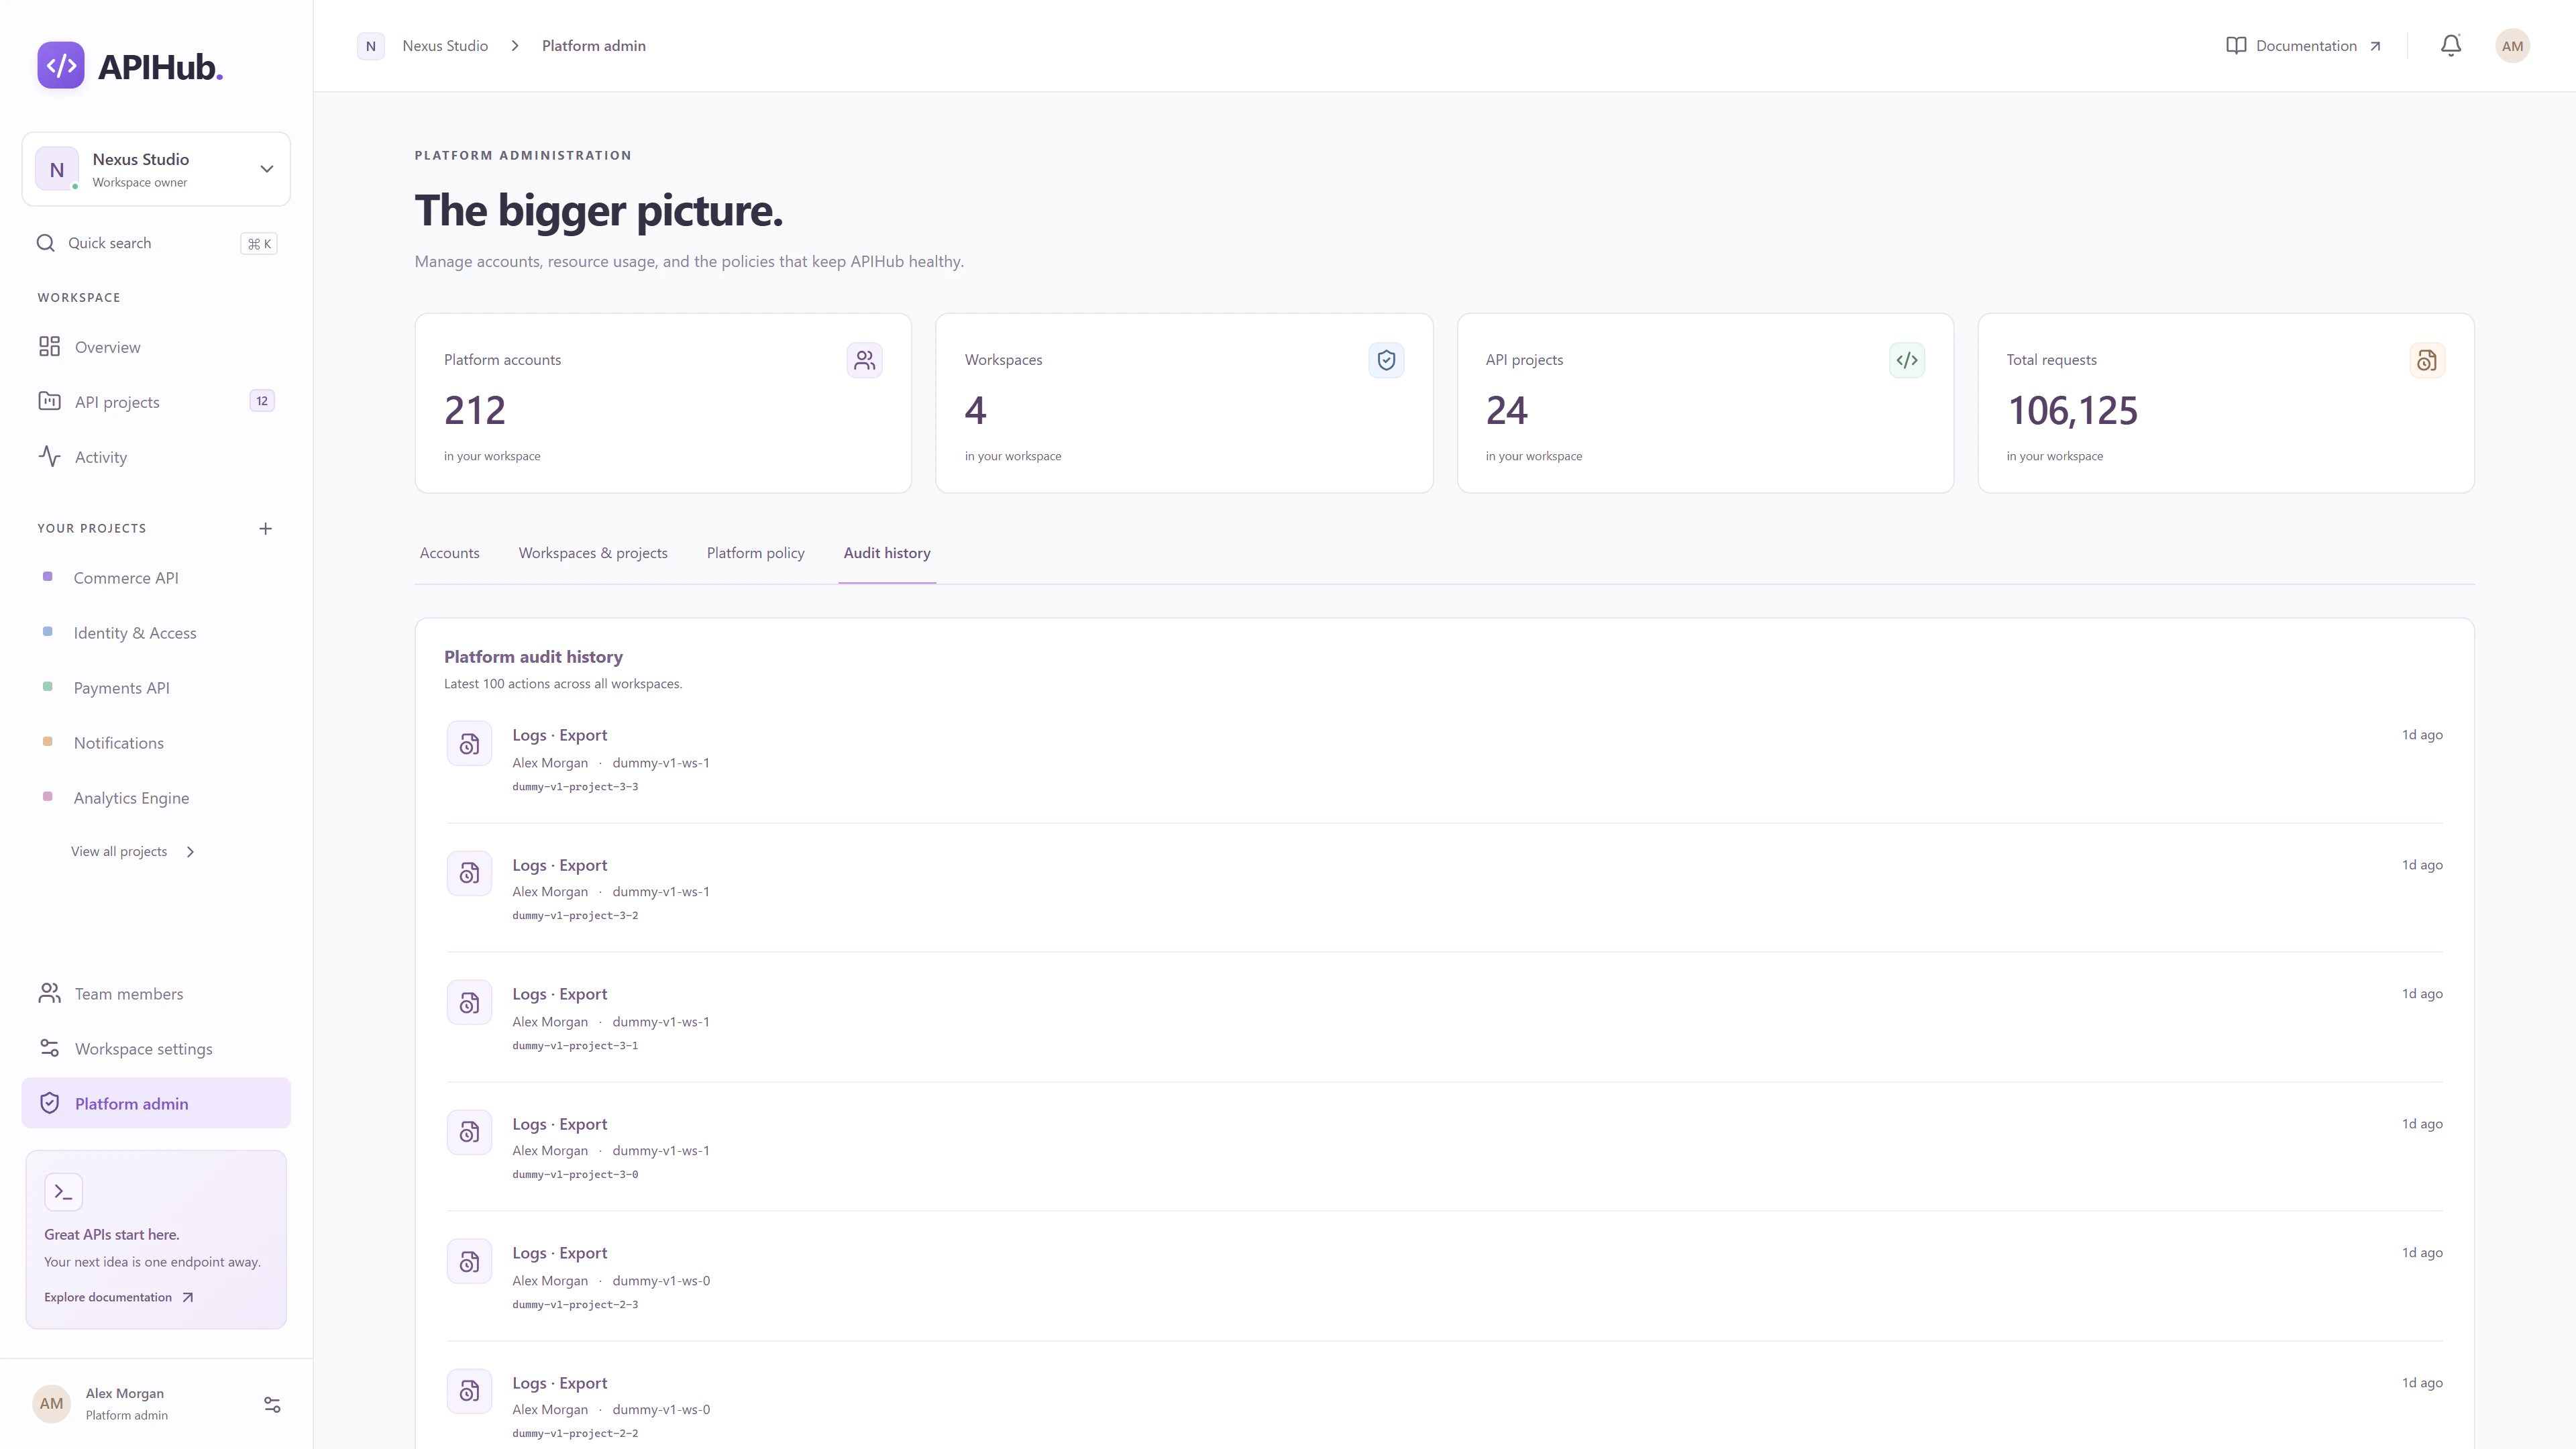 APIHub.
N
Nexus Studio
Workspace owner
Quick search
⌘ K
WORKSPACE
Overview
API projects
12
Activity
YOUR PROJECTS
Commerce API
Identity & Access
Payments API
Notifications
Analytics Engine
View all projects
Team members
Workspace settings
Platform admin
Great APIs start here.
Your next idea is one endpoint away.
Explore documentation
AM
Alex Morgan
Platform admin
N
Nexus Studio
Platform admin
Documentation
AM
PLATFORM ADMINISTRATION
The bigger picture.
Manage accounts, resource usage, and the policies that keep APIHub healthy.
Platform accounts
212
in your workspace
Workspaces
4
in your workspace
API projects
24
in your workspace
Total requests
106,125
in your workspace
Accounts
Workspaces & projects
Platform policy
Audit history
Platform audit history
Latest 100 actions across all workspaces.
Logs · Export
1d ago
Alex Morgan · dummy-v1-ws-1
dummy-v1-project-3-3
Logs · Export
1d ago
Alex Morgan · dummy-v1-ws-1
dummy-v1-project-3-2
Logs · Export
1d ago
Alex Morgan · dummy-v1-ws-1
dummy-v1-project-3-1
Logs · Export
1d ago
Alex Morgan · dummy-v1-ws-1
dummy-v1-project-3-0
Logs · Export
1d ago
Alex Morgan · dummy-v1-ws-0
dummy-v1-project-2-3
Logs · Export
1d ago
Alex Morgan · dummy-v1-ws-0
dummy-v1-project-2-2